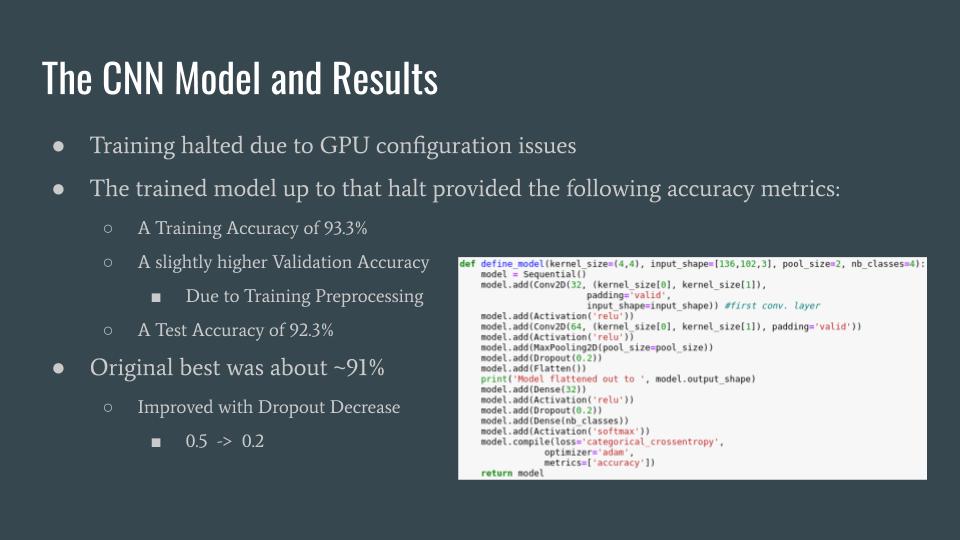 The CNN Model and Results
● Training halted due to GPU configuration issues
● The trained model up to that halt provided the following accuracy metrics:
○ A Training Accuracy of 93.3%
○ A slightly higher Validation Accuracy
■ Due to Training Preprocessing
○ A Test Accuracy of 92.3%
● Original best was about ~91%
○ Improved with Dropout Decrease
■ 0.5 -> 0.2
def define_model(kernel_size=(4,4), input_shape=[136,102,3], pool_size=2, nb_classes=4):
    model = Sequential()
    model.add(Conv2D(32, (kernel_size[0], kernel_size[1]),
                     padding='valid',
                     input_shape=input_shape)) #first conv. layer
    model.add(Activation('relu'))
    model.add(Conv2D(64, (kernel_size[0], kernel_size[1]), padding='valid'))
    model.add(Activation('relu'))
    model.add(MaxPooling2D(pool_size=pool_size))
    model.add(Dropout(0.2))
    model.add(Flatten())
    print('Model flattened out to ', model.output_shape)
    model.add(Dense(32))
    model.add(Activation('relu'))
    model.add(Dropout(0.2))
    model.add(Dense(nb_classes))
    model.add(Activation('softmax'))
    model.compile(loss='categorical_crossentropy',
                optimizer='adam',
                metrics=['accuracy'])
    return model